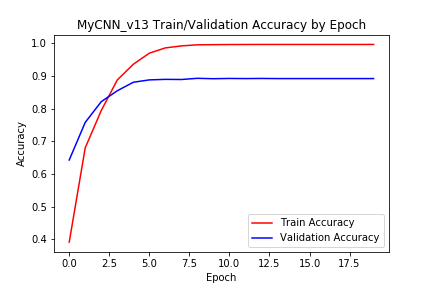 MyCNN_v13 Train/Validation Accuracy by Epoch
1.0
0.9
0.8
0.7
0.6
0.5
0.4
Accuracy
Train Accuracy
Validation Accuracy
0.0 2.5 5.0 7.5 10.0 12.5 15.0 17.5
Epoch